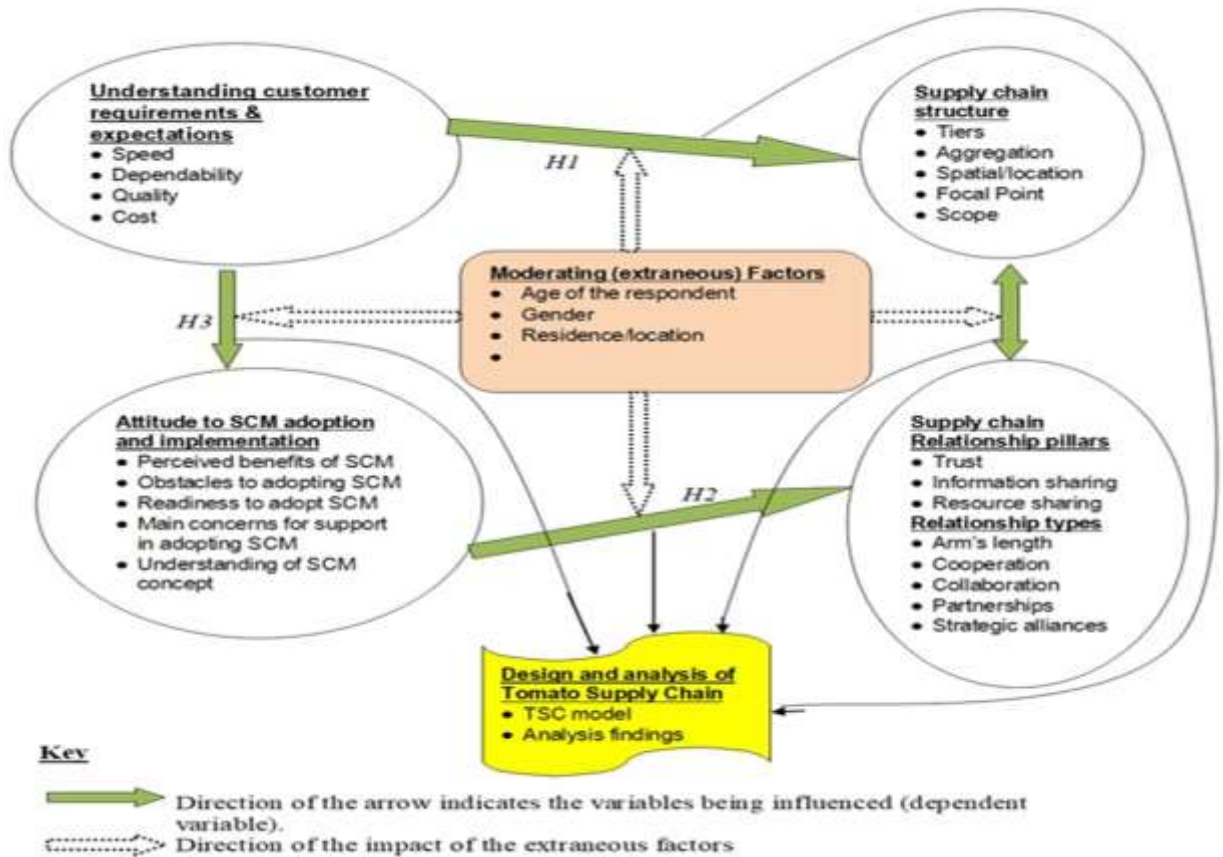 Understanding customer
requirements &
expectations
• Speed
• Dependability
• Quality
• Cost
H1
Supply chain
structure
• Tiers
• Aggregation
• Spatial/location
• Focal Point
• Scope
Moderating (extraneous) Factors
• Age of the respondent
• Gender
• Residence/location
•
H3
Attitude to SCM adoption
and implementation
• Perceived benefits of SCM
• Obstacles to adopting SCM
• Readiness to adopt SCM
• Main concerns for support
in adopting SCM
• Understanding of SCM
concept
H2
Supply chain
Relationship pillars
• Trust
• Information sharing
• Resource sharing
Relationship types
• Arm's length
• Cooperation
• Collaboration
• Partnerships
• Strategic alliances
Design and analysis of
Tomato Supply Chain
• TSC model
• Analysis findings
Key
Direction of the arrow indicates the variables being influenced (dependent
variable).
Direction of the impact of the extraneous factors